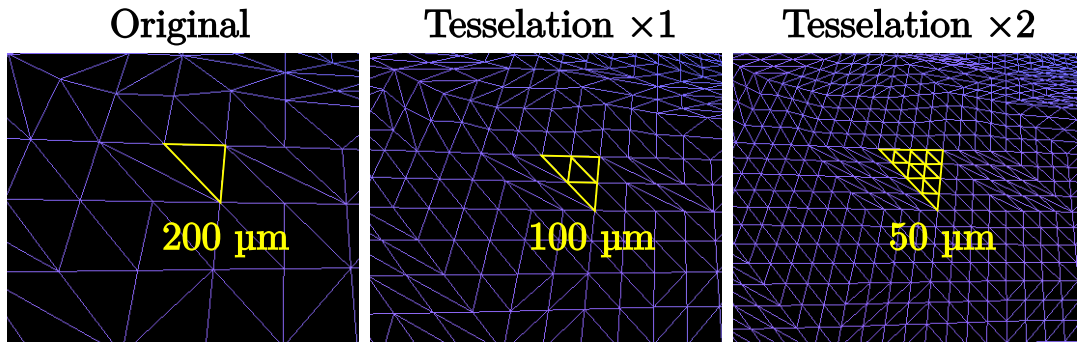 Original
Tesselation ×1
Tesselation ×2
200 µm
100 µm
50 µm